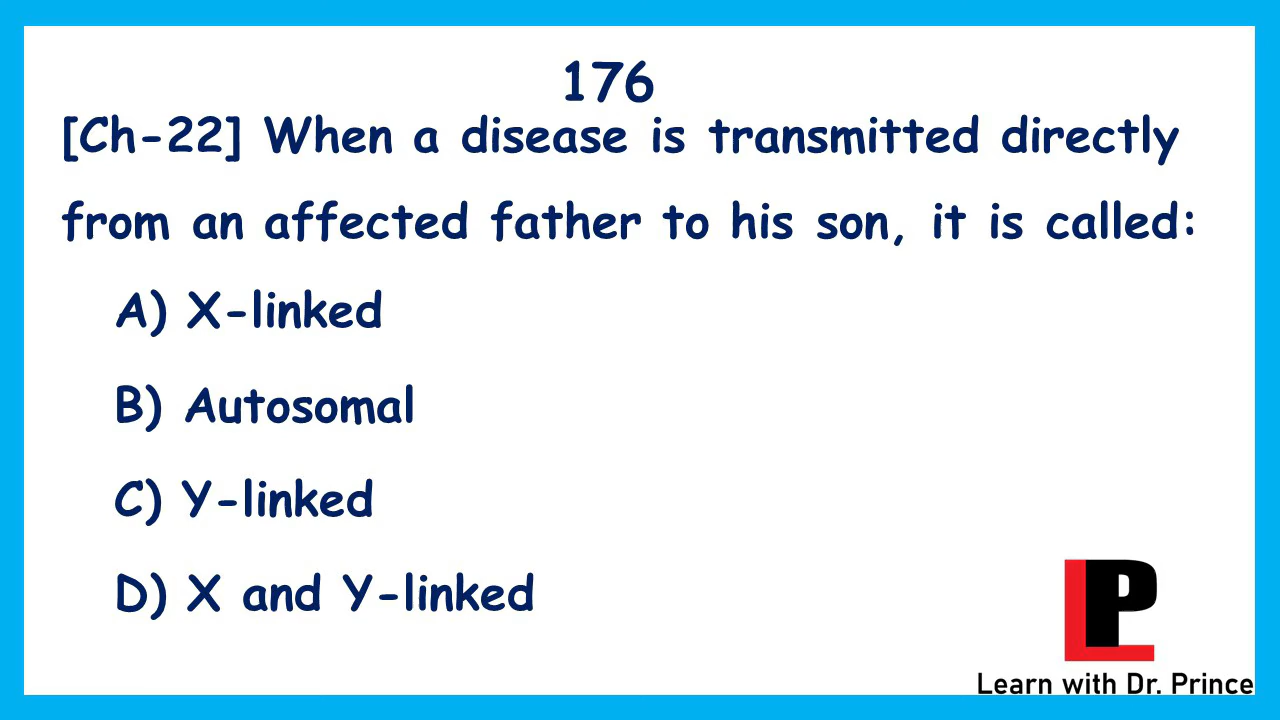 176
[Ch-22] When a disease is transmitted directly
from an affected father to his son, it is called:
A) X-linked
B) Autosomal
C) Y-linked
D) X and Y-linked
LP
Learn with Dr. Prince